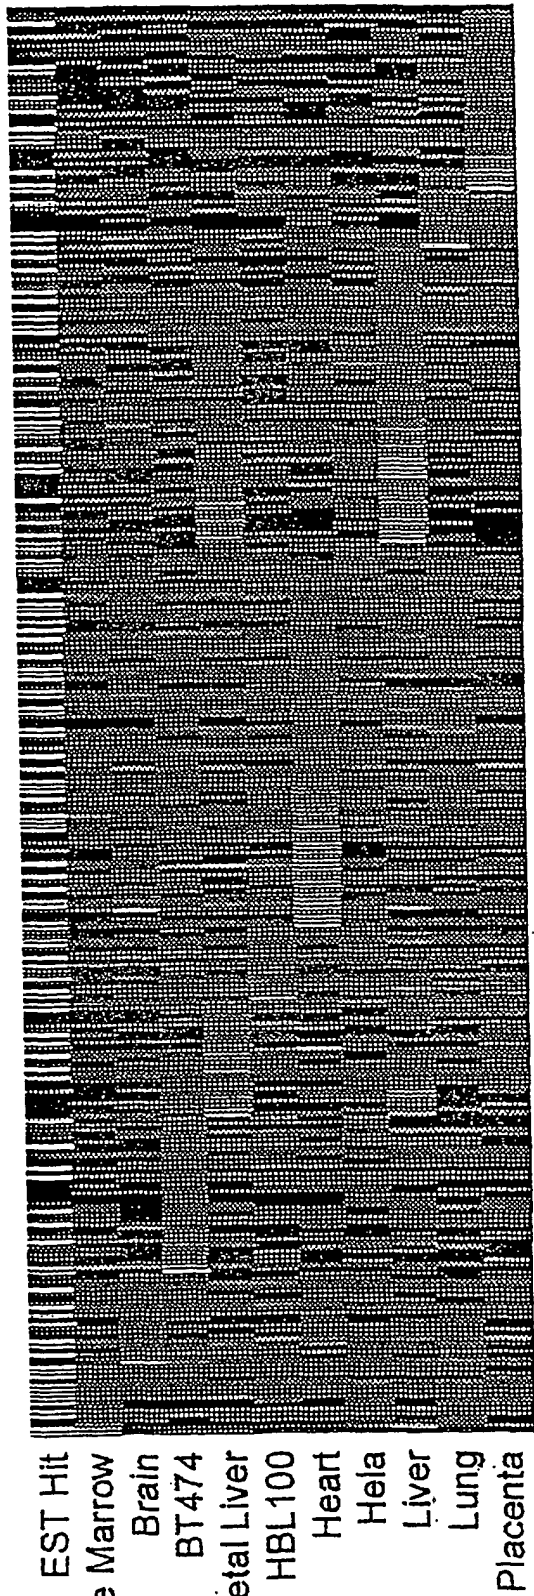 EST Hit
e Marrow
Brain
BT474
etal Liver
HBL100
Heart
Hela
Liver
Lung
Placenta